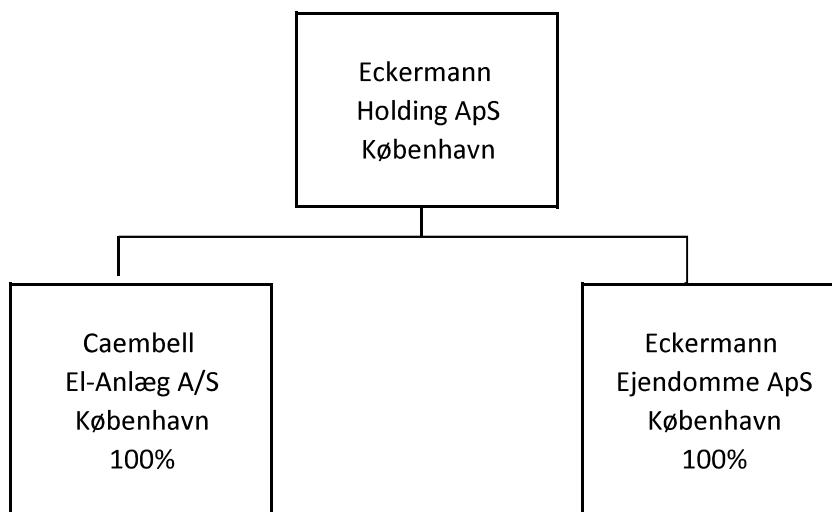 Eckermann
Holding ApS
København
Caembell
El-Anlæg A/S
København
100%
Eckermann
Ejendomme ApS
København
100%